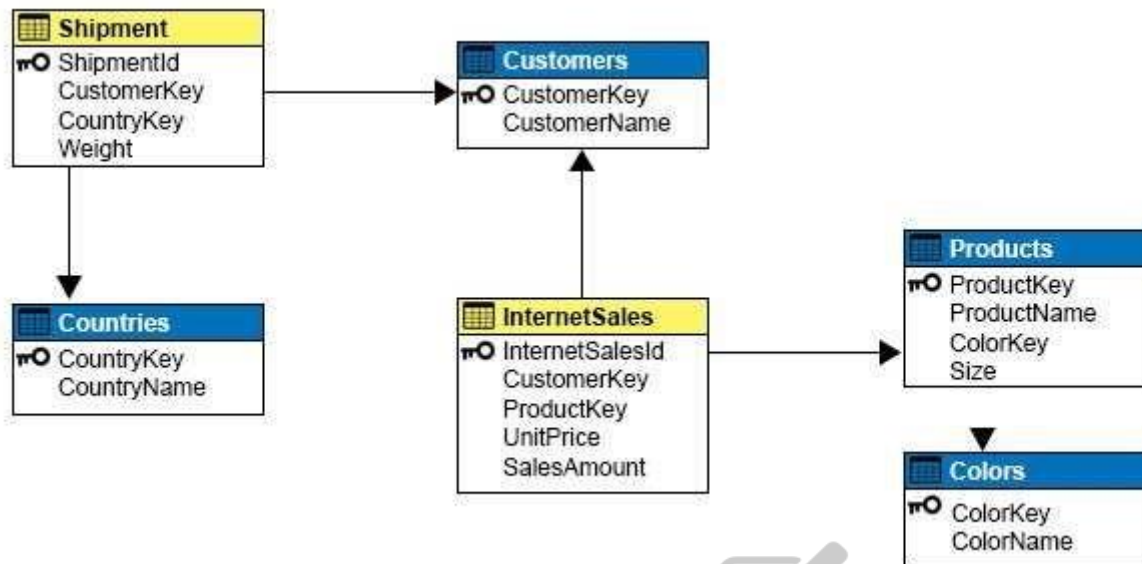 Shipment
ShipmentId
CustomerKey
CountryKey
Weight
Customers
CustomerKey
CustomerName
Countries
CountryKey
CountryName
InternetSales
InternetSalesId
CustomerKey
ProductKey
UnitPrice
SalesAmount
Products
ProductKey
ProductName
ColorKey
Size
Colors
ColorKey
ColorName